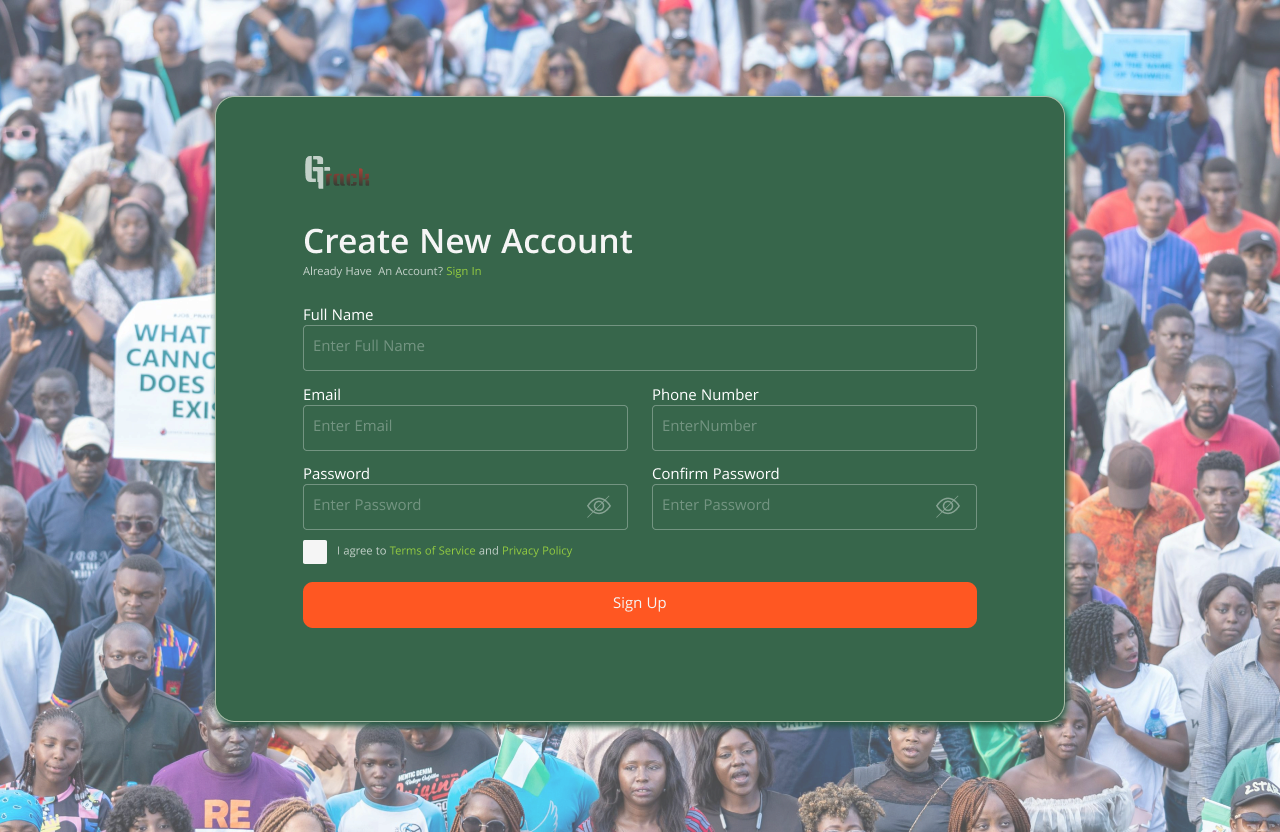 WE RISE
IN THE NAME
Gtrack
Create New Account
Already Have An Account? Sign In
Full Name
Enter Full Name
WHAT
CANNO
DOES
EXIS
Email
Phone Number
Enter Email
EnterNumber
Password
Confirm Password
Enter Password
Enter Password
I agree to Terms of Service and Privacy Policy
Sign Up
RE